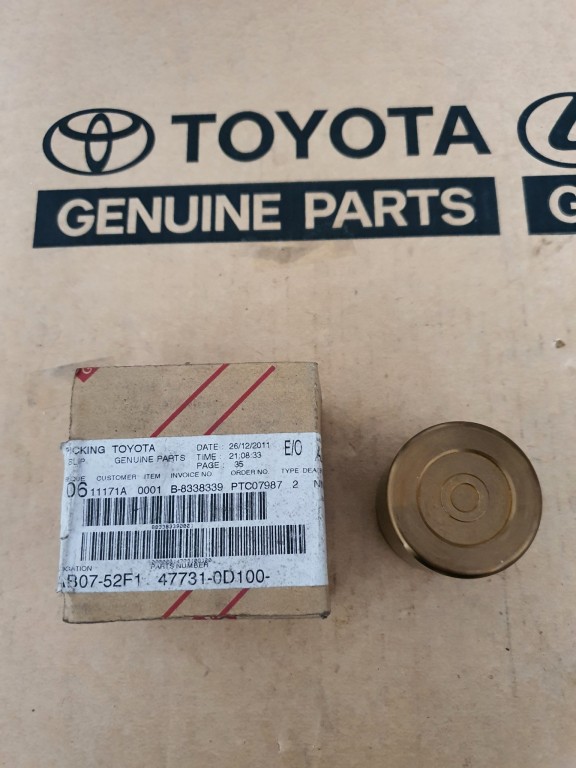 TOYOTA
GENUINE PARTS
PICKING TOYOTA DATE : 26/12/2011 E/O
SLIP GENUINE PARTS TIME : 21:08:33
PAGE : 35
CUSTOMER ITEM INVOICE NO. ORDER NO. TYPE
06 11171A 0001 B-8338339 PTC07987 2
PARTS NUMBER
AB07-52F1 47731-0D100-